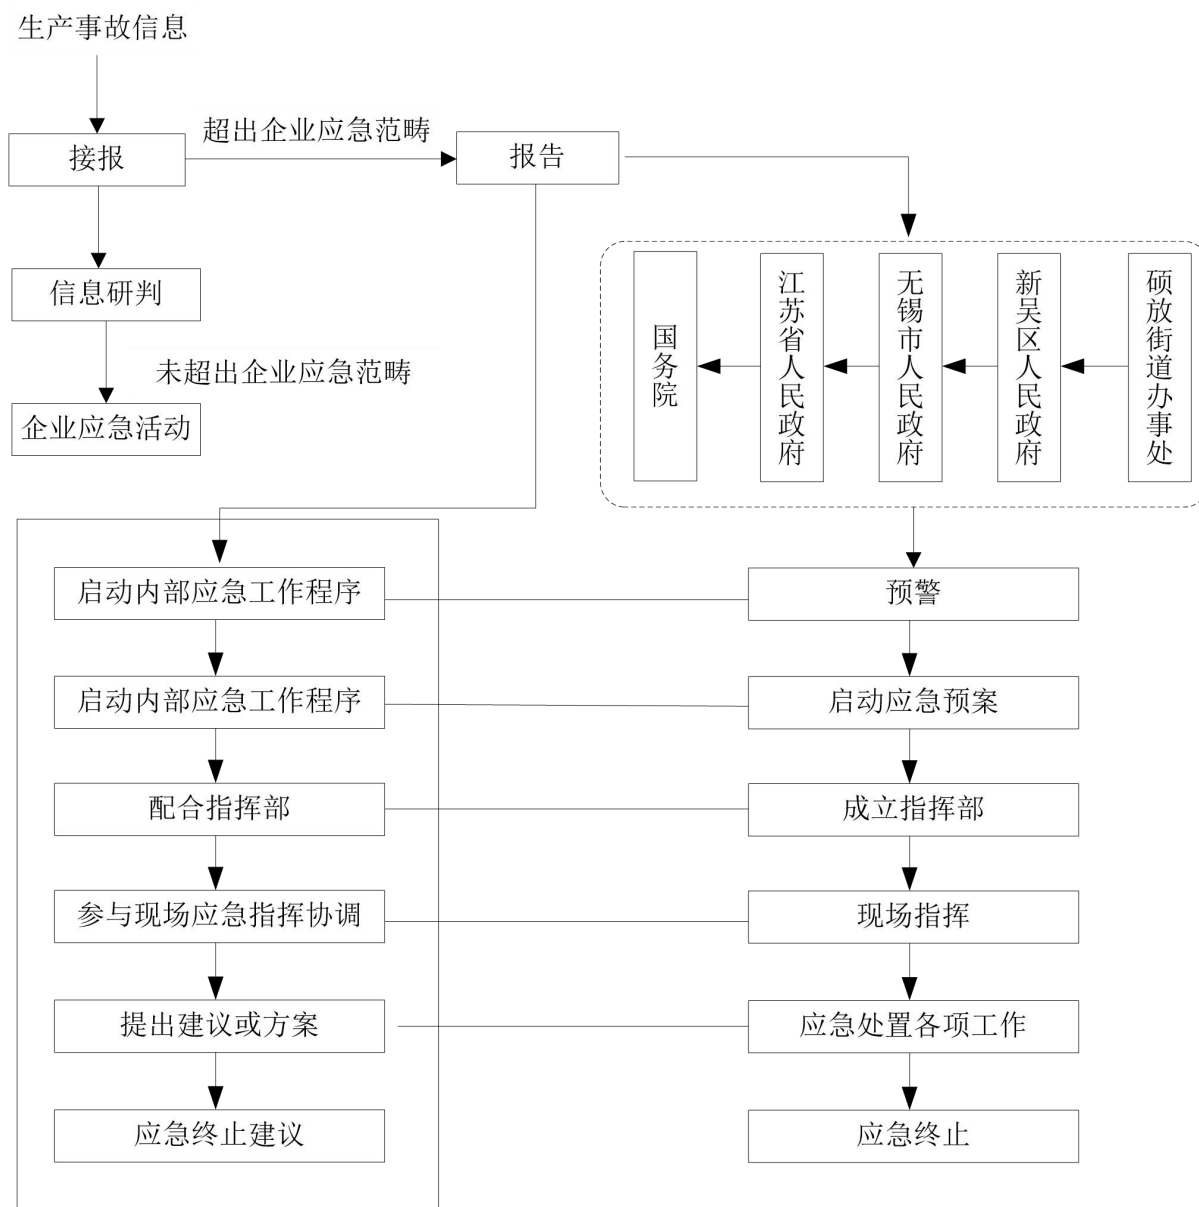 生产事故信息
超出企业应急范畴
接报
报告
信息研判
未超出企业应急范畴
企业应急活动
国务院
江苏省人民政府
无锡市人民政府
新吴区人民政府
硕放街道办事处
启动内部应急工作程序
预警
启动内部应急工作程序
启动应急预案
配合指挥部
成立指挥部
参与现场应急指挥协调
现场指挥
提出建议或方案
应急处置各项工作
应急终止建议
应急终止